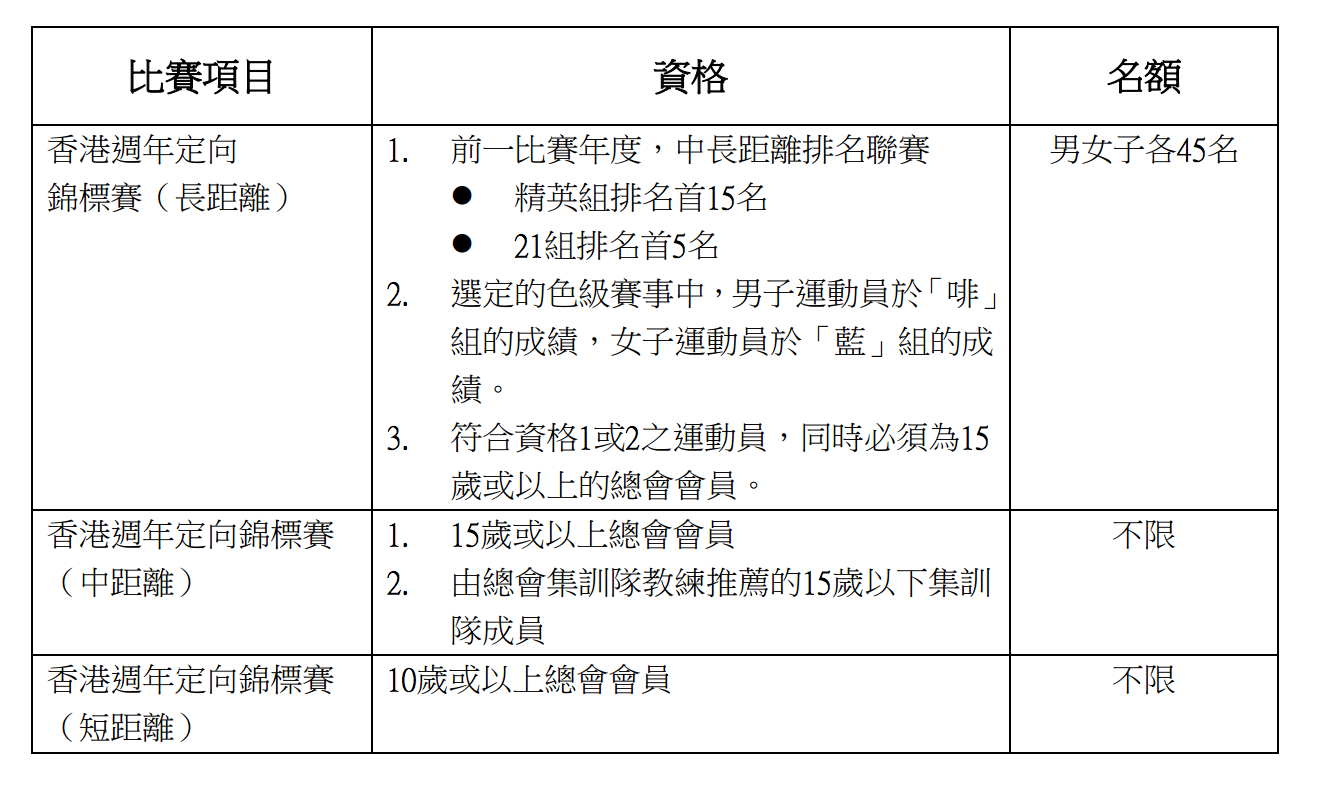 比賽項目 資格 名額
香港週年定向
錦標賽（長距離）
1. 前一比賽年度，中長距離排名聯賽
● 精英組排名首15名
● 21組排名首5名
2. 選定的色級賽事中，男子運動員於「啡」
組的成績，女子運動員於「藍」組的成
績。
3. 符合資格1或2之運動員，同時必須為15
歲或以上的總會會員。
男女子各45名
香港週年定向錦標賽
（中距離）
1. 15歲或以上總會會員
2. 由總會集訓隊教練推薦的15歲以下集訓
隊成員
不限
香港週年定向錦標賽
（短距離）
10歲或以上總會會員
不限